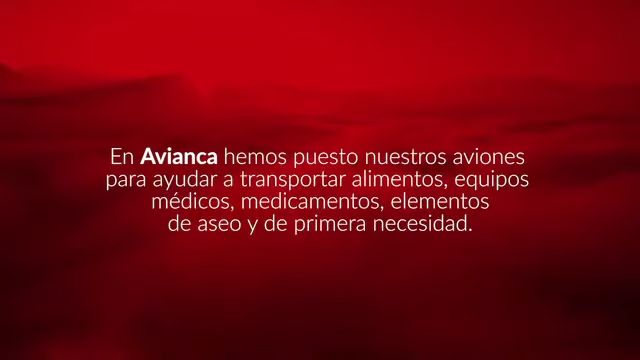 En Avianca hemos puesto nuestros aviones
para ayudar a transportar alimentos, equipos
médicos, medicamentos, elementos
de aseo y de primera necesidad.